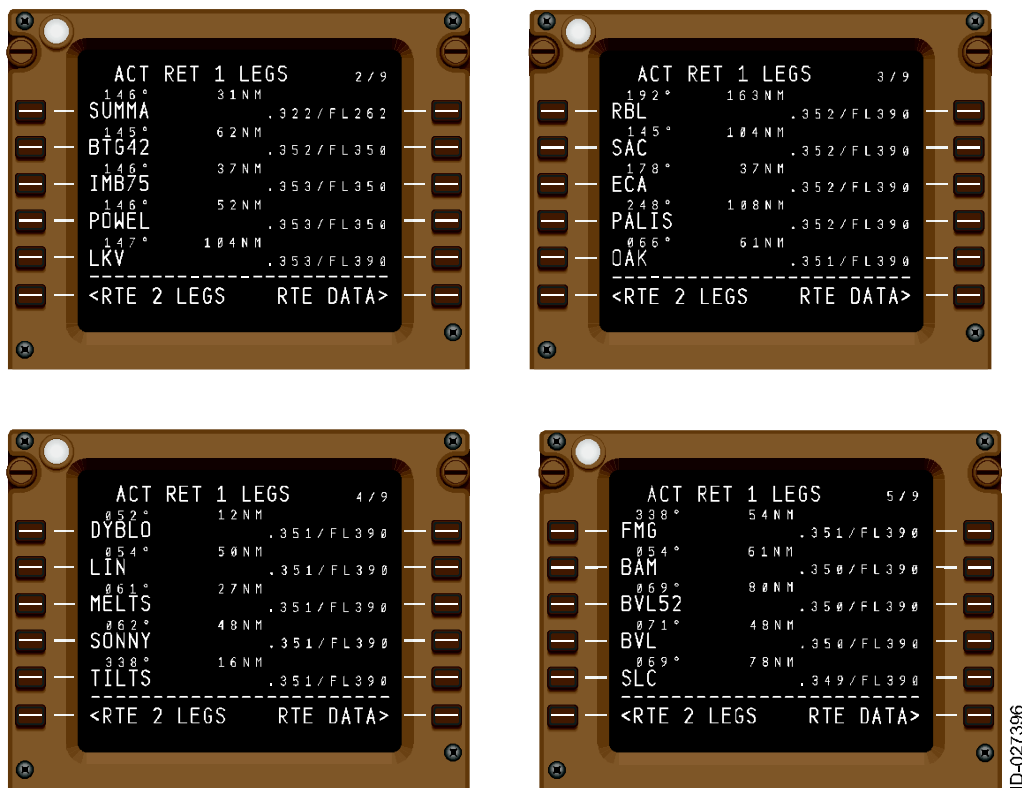 ACT RET 1 LEGS 2/9
146° 31NM
SUMMA .322/FL262
145° 62NM
BTG42 .352/FL350
146° 37NM
IMB75 .353/FL350
146° 52NM
POWEL .353/FL350
147° 104NM
LKV .353/FL390
<RTE 2 LEGS RTE DATA>
ACT RET 1 LEGS 3/9
192° 163NM
RBL .352/FL390
145° 104NM
SAC .352/FL390
178° 37NM
ECA .352/FL390
248° 108NM
PALIS .352/FL390
066° 61NM
OAK .351/FL390
<RTE 2 LEGS RTE DATA>
ACT RET 1 LEGS 4/9
052° 12NM
DYBLO .351/FL390
054° 50NM
LIN .351/FL390
061° 27NM
MELTS .351/FL390
062° 48NM
SONNY .351/FL390
338° 16NM
TILTS .351/FL390
<RTE 2 LEGS RTE DATA>
ACT RET 1 LEGS 5/9
338° 54NM
FMG .351/FL390
054° 61NM
BAM .350/FL390
069° 80NM
BVL52 .350/FL390
071° 48NM
BVL .350/FL390
069° 78NM
SLC .349/FL390
<RTE 2 LEGS RTE DATA>
ID-027396